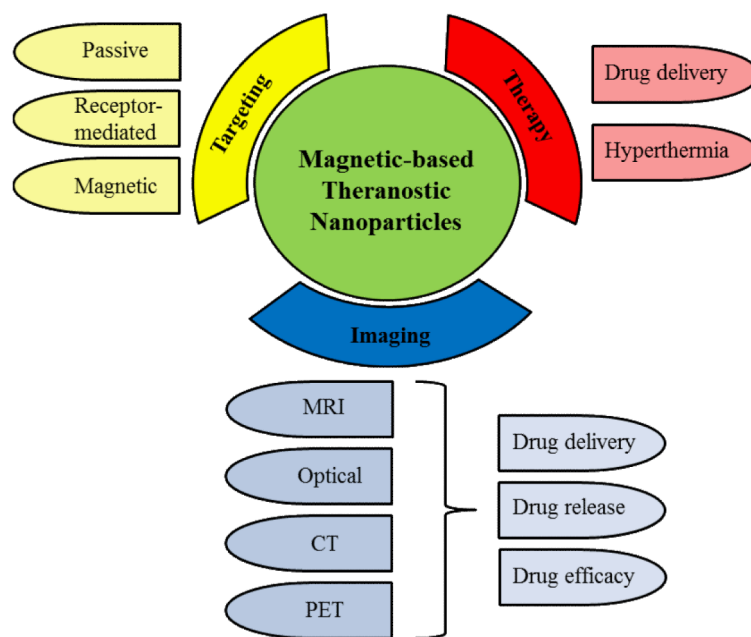 Passive
Receptor-
mediated
Magnetic
Targeting
Magnetic-based
Theranostic
Nanoparticles
Therapy
Drug delivery
Hyperthermia
Imaging
MRI
Optical
CT
PET
Drug delivery
Drug release
Drug efficacy